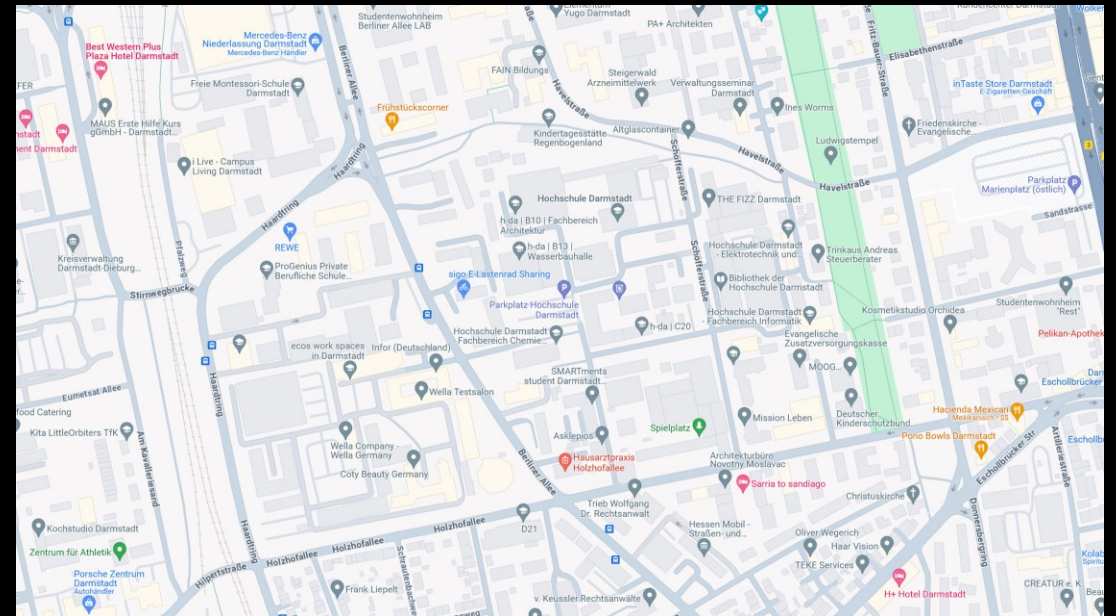 Studentenwohnheim
Berliner Allee LAB
Yugo Darmstadt
PA+ Architekten
Mercedes-Benz
Niederlassung Darmstadt
Mercedes-Benz Händler
Best Western Plus
Plaza Hotel Darmstadt
Berliner Allee
FAIN Bildungs
Steigerwald
Arzneimittelwerk
Verwaltungsseminar
Darmstadt
Fritz-Bauer-Straße
Elisabethenstraße
inTaste Store Darmstadt
E-Zigaretten-Geschäft
Freie Montessori-Schule
Darmstadt
Frühstückscorner
Havelstraße
Ines Worms
MAUS Erste Hilfe Kurs
gGmbH - Darmstadt...
Kindertagesstätte
Regenbogenland
Altglascontainer
Friedenskirche -
Evangelische...
Ludwigstempel
3
i Live - Campus
Living Darmstadt
Haardtring
Schöfferstraße
Havelstraße
Havelstraße
Parkplatz
Marienplatz (östlich)
Hochschule Darmstadt
THE FIZZ Darmstadt
Haardtring
Sandstrasse
h-da | B10 | Fachbereich
Architektur
REWE
h-da | B13 |
Wasserbauhalle
Schöfferstraße
Hochschule Darmstadt
- Elektrotechnik und...
Trinkaus Andreas
Steuerberater
Kreisverwaltung
Darmstadt-Dieburg...
Pfalzweg
ProGenius Private
Berufliche Schule...
sigo E-Lastenrad Sharing
Bibliothek der
Hochschule Darmstadt
Stirnwegbrücke
Parkplatz Hochschule
Darmstadt
Studentenwohnheim
"Rest"
Hochschule Darmstadt
- Fachbereich Informatik
Kosmetikstudio Orchidea
Hochschule Darmstadt
Fachbereich Chemie...
h-da | C20
Evangelische
Zusatzversorgungskasse
Pelikan-Apothek
ecos work spaces
in Darmstadt
Infor (Deutschland)
MOOG...
SMARTments
student Darmstadt...
Eschollbrücker
Eumetsat Allee
Haardtring
Wella Testsalon
food Catering
Kita LittleOrbiters TfK
Mission Leben
Deutscher
Kinderschutzbund
Hacienda Mexican
Mexikanisch • $$
Spielplatz
Asklepios
Pono Bowls Darmstadt
Eschollbrücker Str.
Artilleriestraße
Am Kavalleriesand
Wella Company -
Wella Germany
Coty Beauty Germany
Berliner Allee
Hausarztpraxis
Holzhofallee
Architekturbüro
Novotny Moslavac
Sarria to sandiago
Christuskirche
Trieb Wolfgang
Dr. Rechtsanwalt
Donnersbergring
Kochstudio Darmstadt
Haardtring
Holzhofallee
D21
Hessen Mobil -
Straßen- und...
Oliver Wegerich
Haar Vision
Zentrum für Athletik
Holzhofallee
Holzhofallee
TEKE Services
Porsche Zentrum
Darmstadt
Autohändler
Hilpertstraße
Frank Liepelt
v. Keussler Rechtsanwälte
H+ Hotel Darmstadt
CREATUR e. K